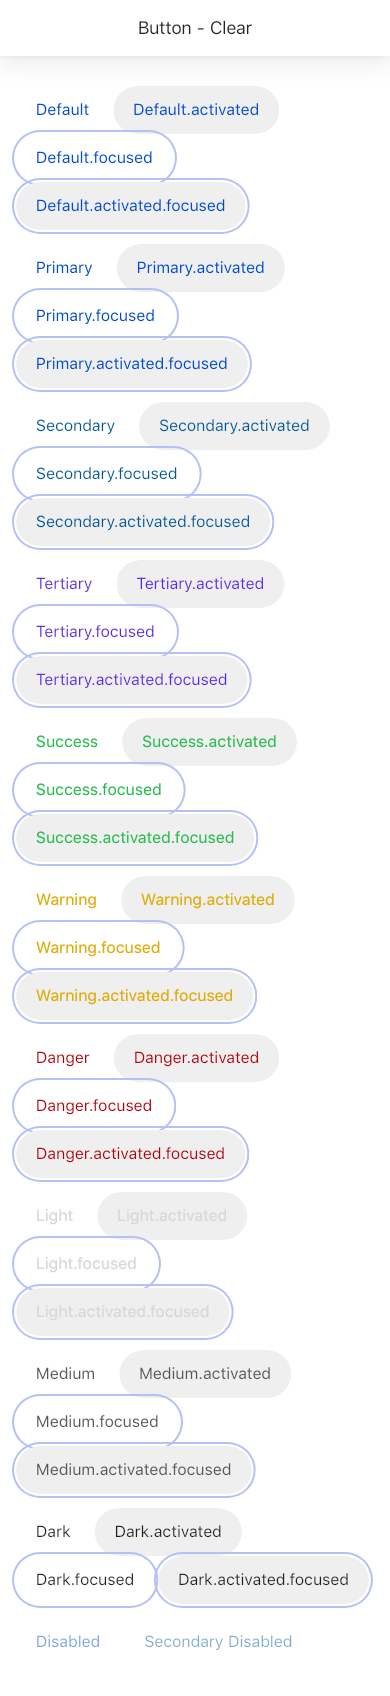 Button - Clear
Default Default.activated
Default.focused
Default.activated.focused
Primary Primary.activated
Primary.focused
Primary.activated.focused
Secondary Secondary.activated
Secondary.focused
Secondary.activated.focused
Tertiary Tertiary.activated
Tertiary.focused
Tertiary.activated.focused
Success Success.activated
Success.focused
Success.activated.focused
Warning Warning.activated
Warning.focused
Warning.activated.focused
Danger Danger.activated
Danger.focused
Danger.activated.focused
Light Light.activated
Light.focused
Light.activated.focused
Medium Medium.activated
Medium.focused
Medium.activated.focused
Dark Dark.activated
Dark.focused Dark.activated.focused
Disabled Secondary Disabled